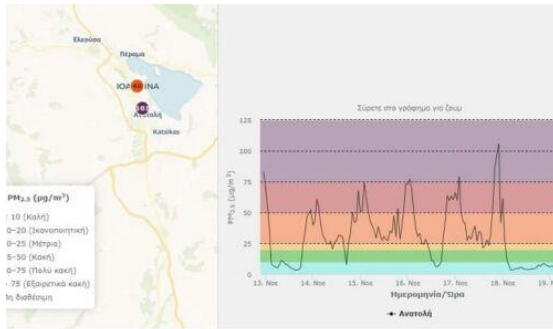 Ελεούσα
Πέραμα
ΙΩΑ ΙΝΑ
Ανατολή
Katsikas
PM2.5 (μg/m³)
: 10 (Καλή)
0-20 (Ικανοποιητική)
0-25 (Μέτρια)
5-50 (Κακή)
0-75 (Πολύ κακή)
. 75 (Εξαιρετικά κακή)
Μη διαθέσιμη
Σύρετε στο γράφημα για ζουμ
PM2.5 (μg/m³)
125
100
75
50
25
0
13. Νοε
14. Νοε
15. Νοε
16. Νοε
17. Νοε
18. Νοε
19. Ν
Ημερομηνία/Ώρα
Ανατολή